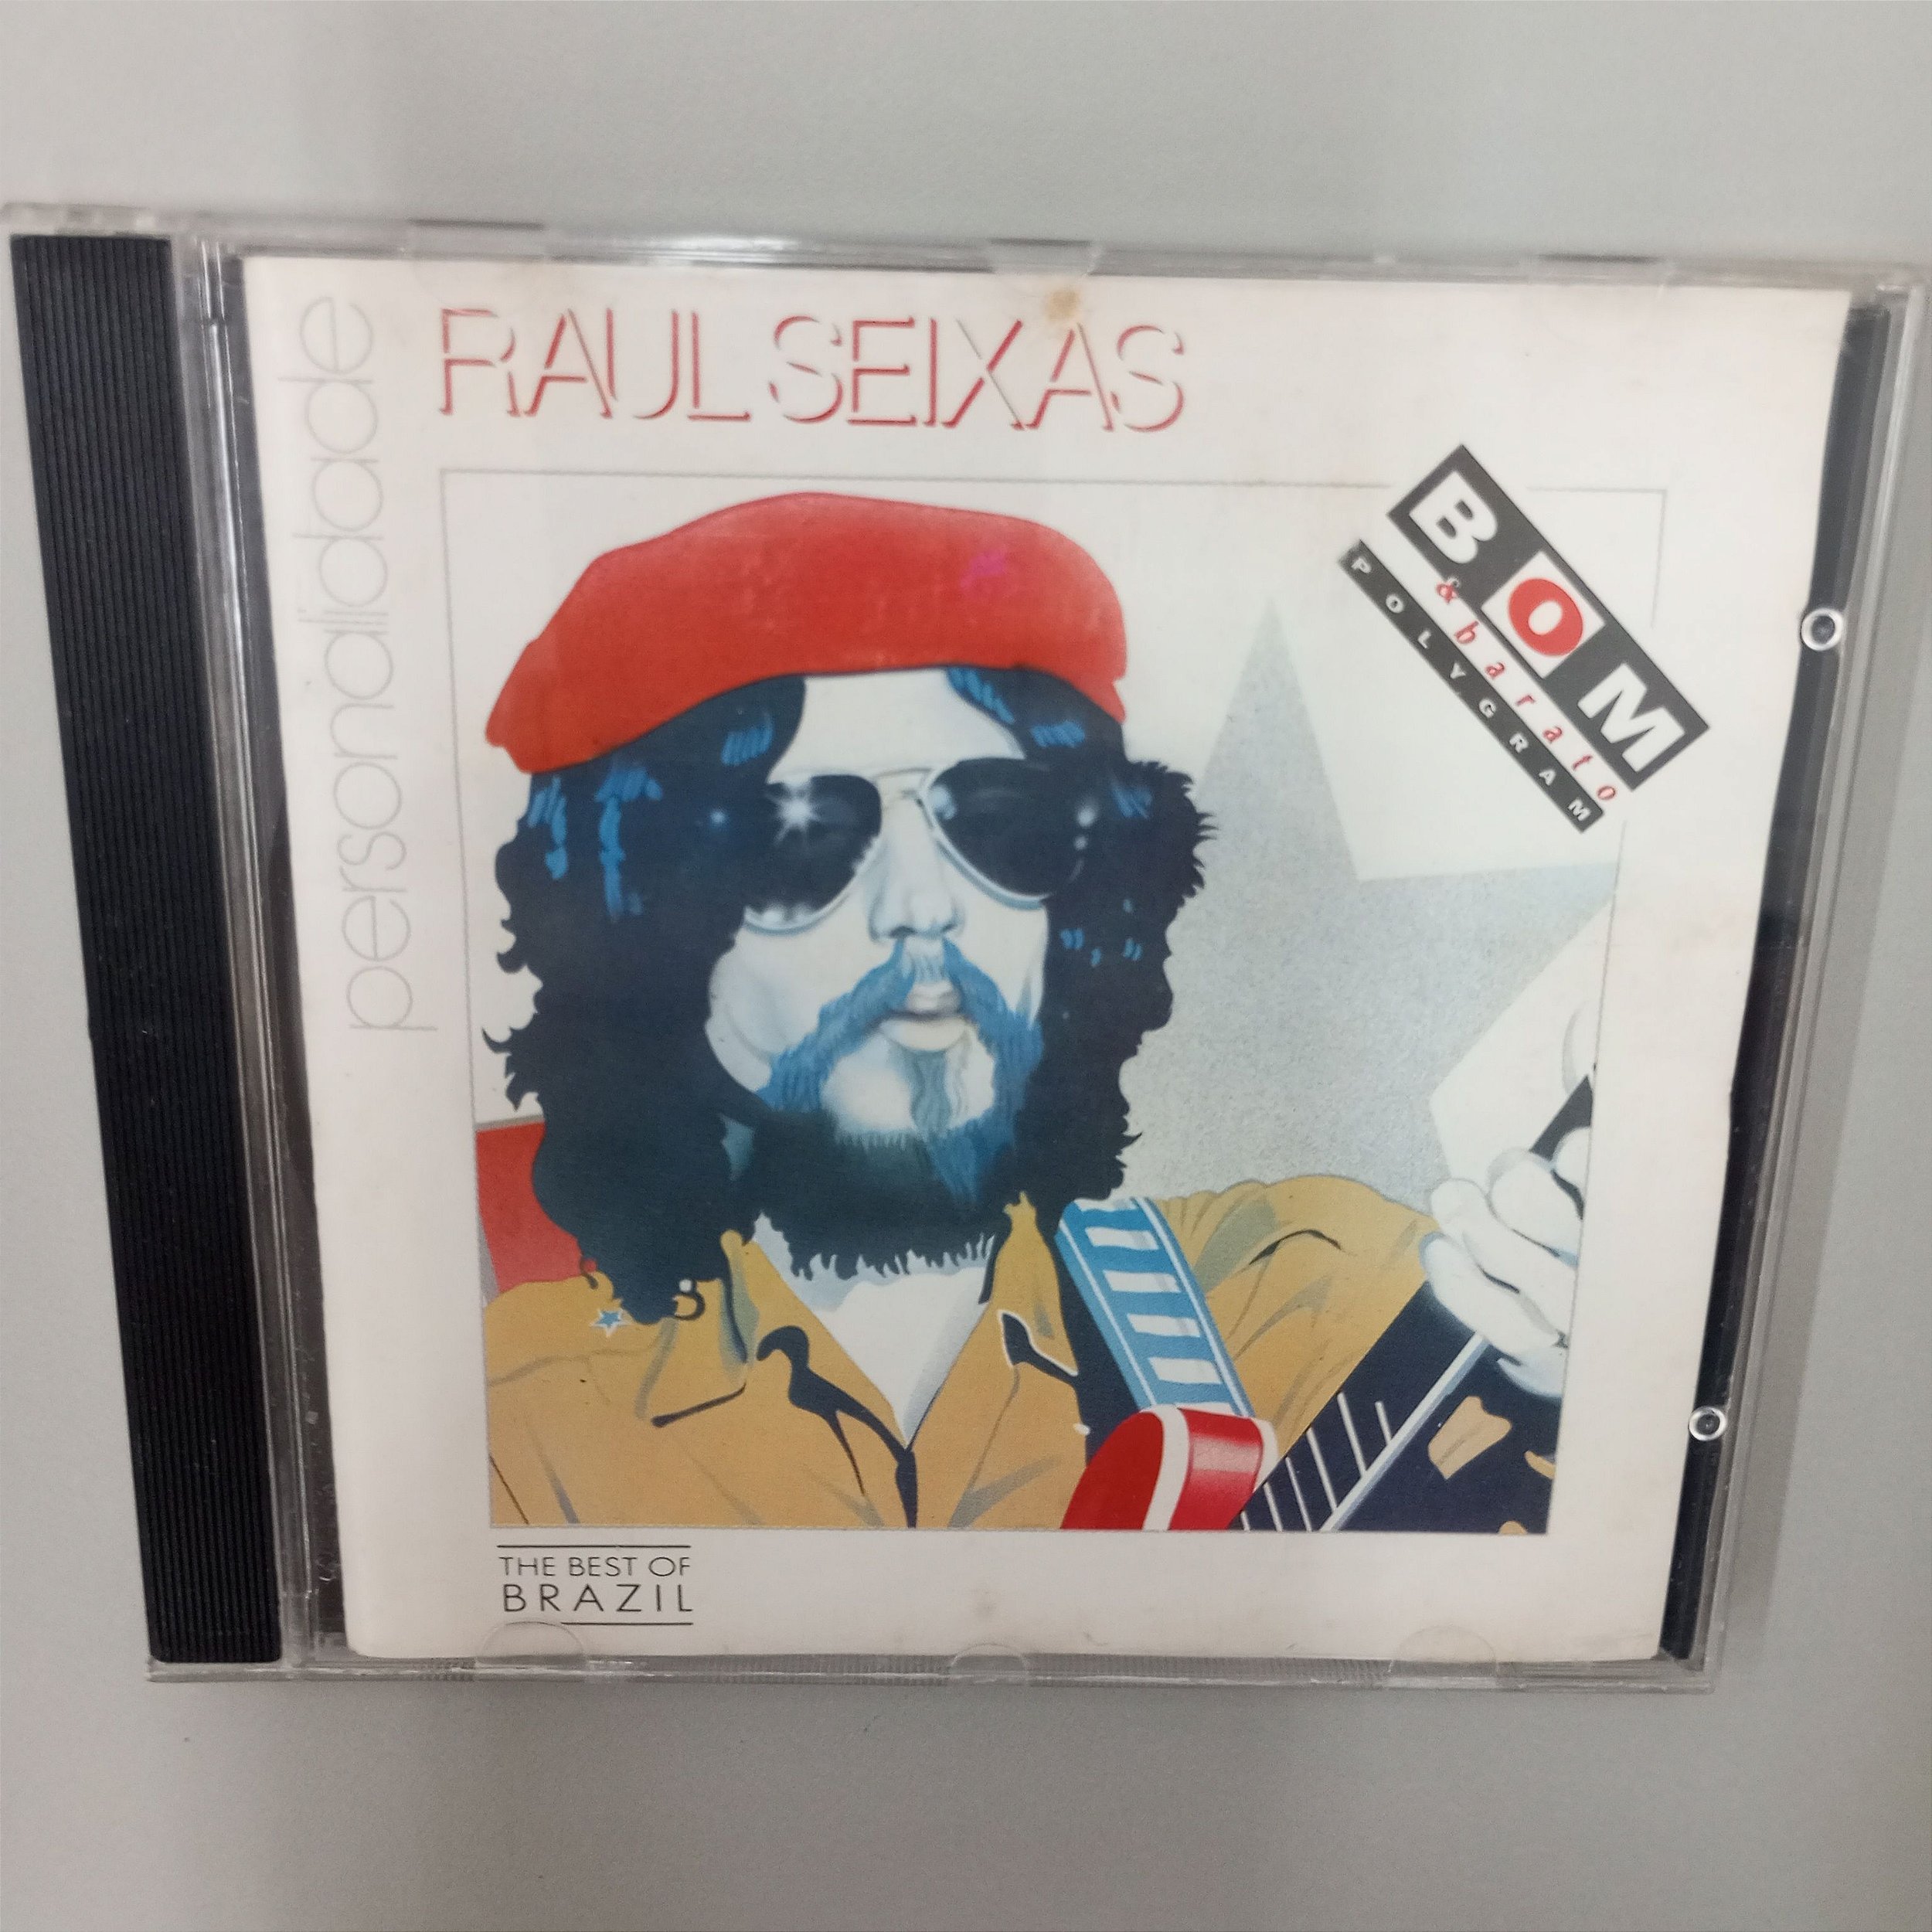 personalidade
RAUL SEIXAS
BOM
& barato
POLYGRAM
THE BEST OF
BRAZIL